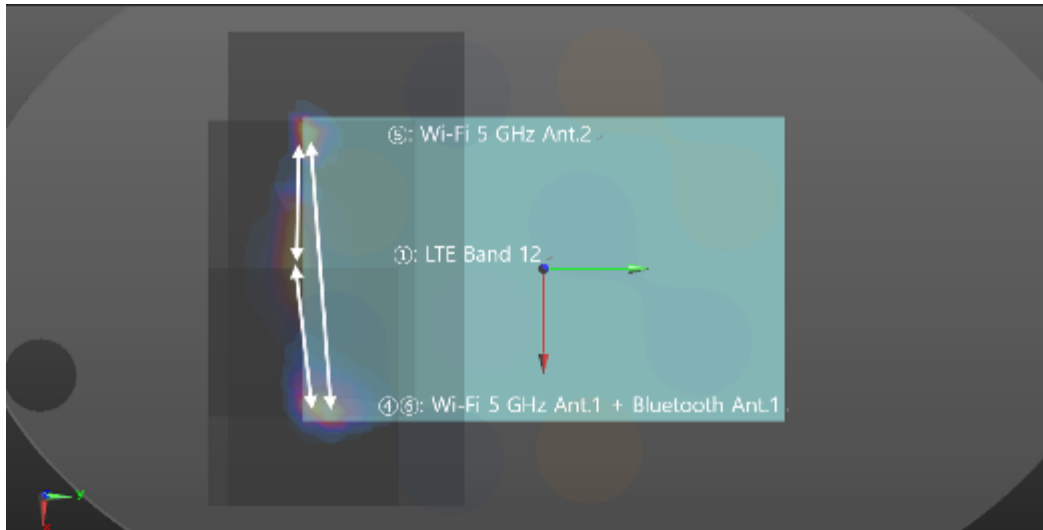 ⑤: Wi-Fi 5 GHz Ant.2
①: LTE Band 12
④⑥: Wi-Fi 5 GHz Ant.1 + Bluetooth Ant.1
y
x